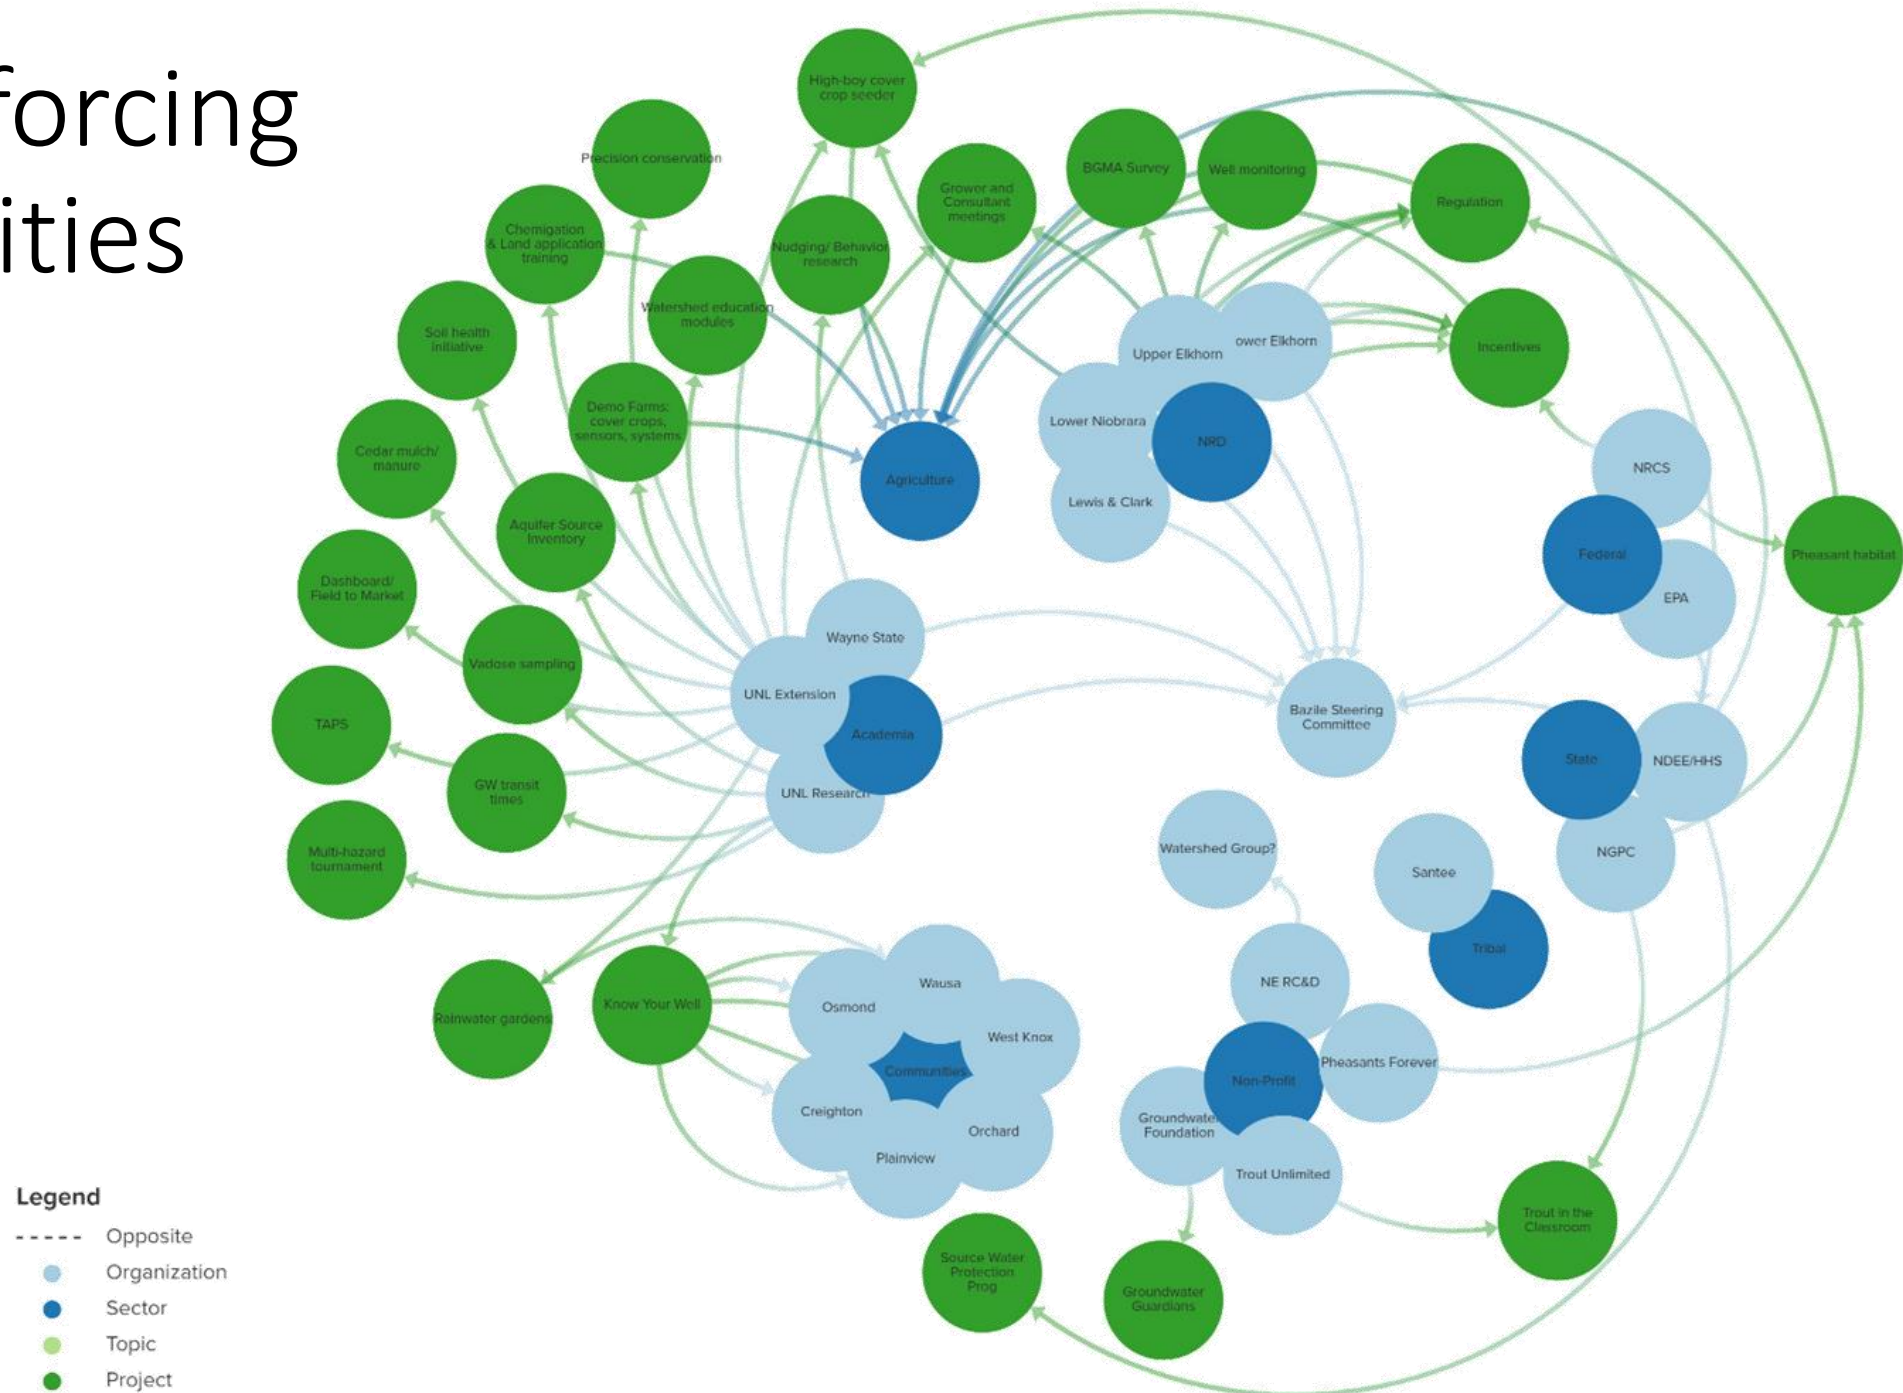 forcing
ities
High-boy cover
crop seeder
Precision conservation
Grower and
Consultant
meetings
BGMA Survey
Well monitoring
Regulation
Chemigation
& Land application
training
Nudging/ Behavior
research
Watershed education
modules
Soil health
initiative
Upper Elkhorn
ower Elkhorn
Incentives
Demo Farms:
cover crops,
sensors, systems
Lower Niobrara
NRD
Cedar mulch/
manure
Agriculture
NRCS
Lewis & Clark
Aquifer Source
Inventory
Federal
Pheasant habitat
Dashboard/
Field to Market
EPA
Wayne State
Vadose sampling
UNL Extension
Bazile Steering
Committee
TAPS
Academia
State
NDEE/HHS
GW transit
times
UNL Research
Multi-hazard
tournament
Watershed Group?
NGPC
Santee
Tribal
Wausa
NE RC&D
Rainwater gardens
Know Your Well
Osmond
West Knox
Communities
Non-Profit
Pheasants Forever
Creighton
Groundwate
Foundation
Orchard
Plainview
Trout Unlimited
Trout in the
Classroom
Source Water
Protection
Prog
Groundwater
Guardians
Legend
Opposite
Organization
Sector
Topic
Project